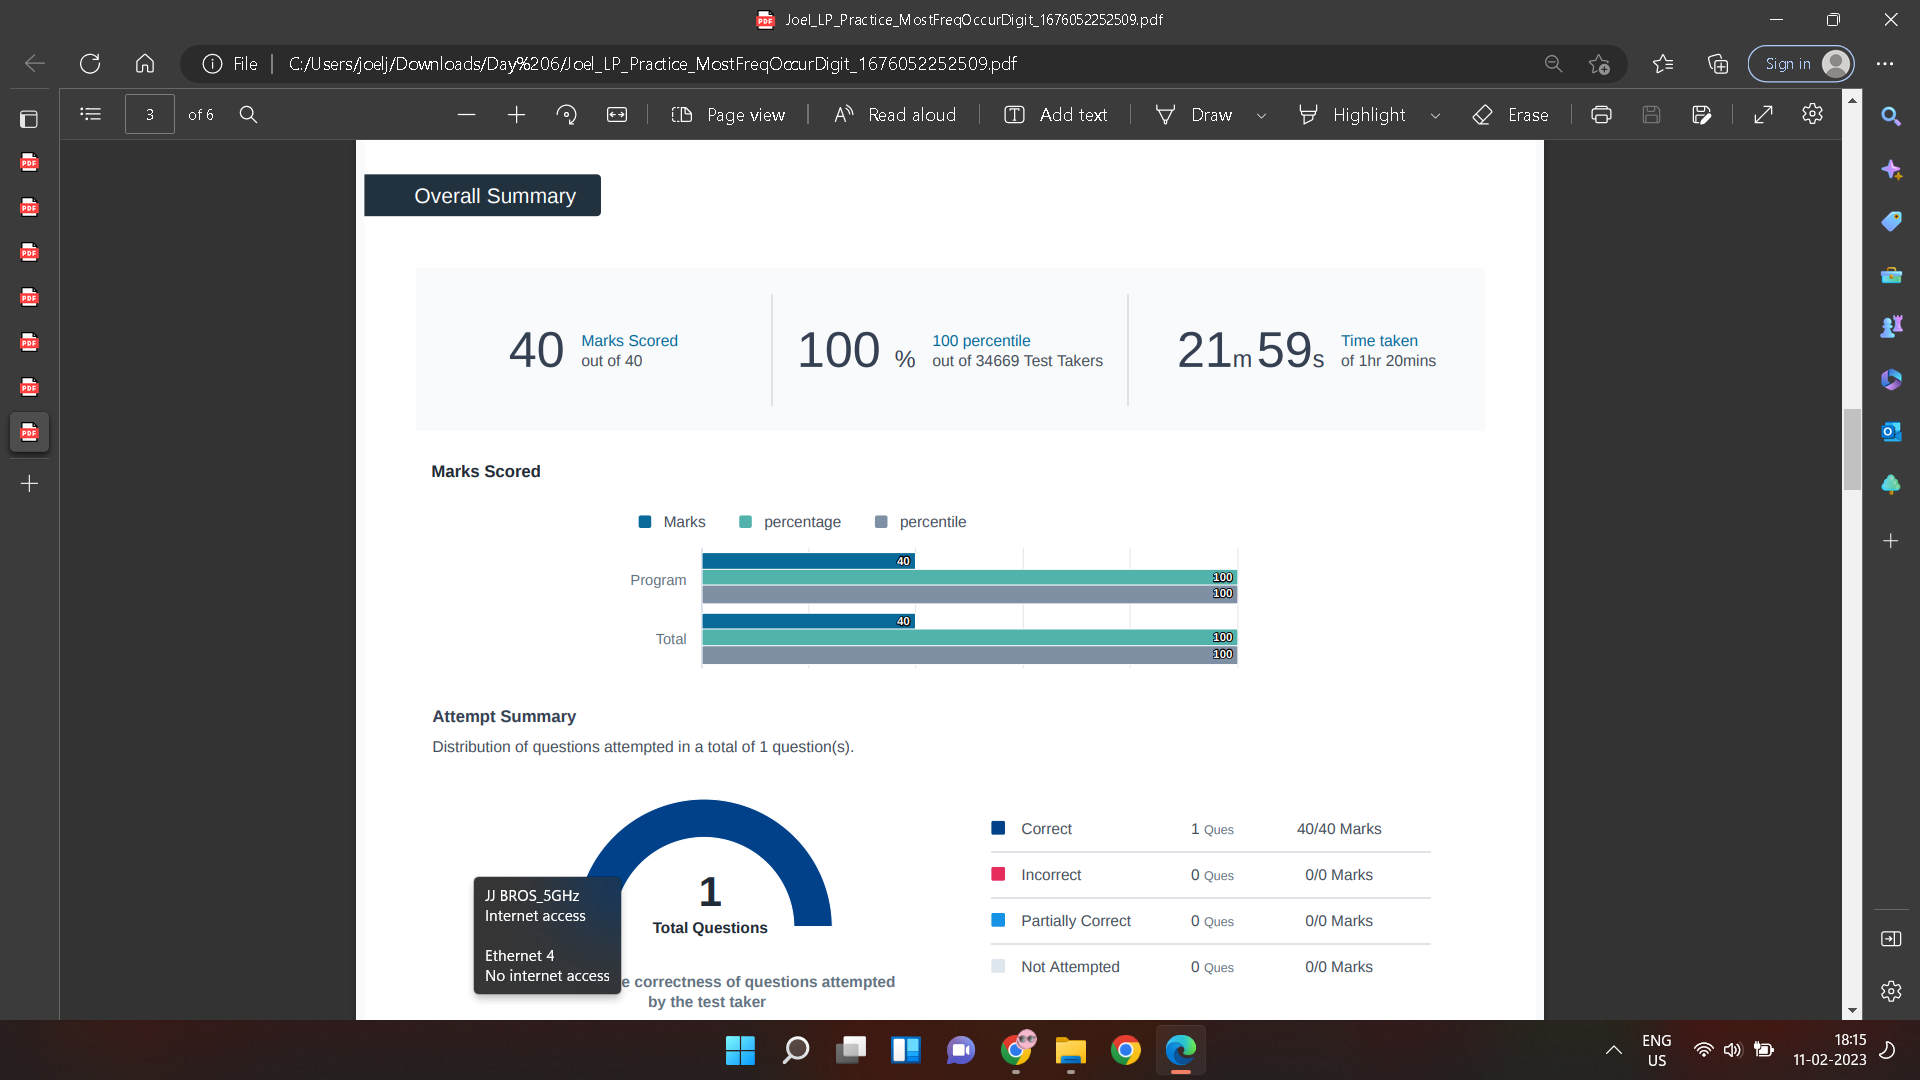 Joel_LP_Practice_MostFreqOccurDigit_1676052252509.pdf
File
C:/Users/joelj/Downloads/Day%206/Joel_LP_Practice_MostFreqOccurDigit_1676052252509.pdf
Sign in
3 of 6
Page view
Read aloud
Add text
Draw
Highlight
Erase
Overall Summary
40 Marks Scored
out of 40
100 % 100 percentile
out of 34669 Test Takers
21m 59s Time taken
of 1hr 20mins
Marks Scored
Marks percentage percentile
Program 40
100
100
Total 40
100
100
Attempt Summary
Distribution of questions attempted in a total of 1 question(s).
1
Total Questions
e correctness of questions attempted
by the test taker
Correct 1 Ques 40/40 Marks
Incorrect 0 Ques 0/0 Marks
Partially Correct 0 Ques 0/0 Marks
Not Attempted 0 Ques 0/0 Marks
JJ BROS_5GHz
Internet access
Ethernet 4
No internet access
ENG
US
18:15
11-02-2023